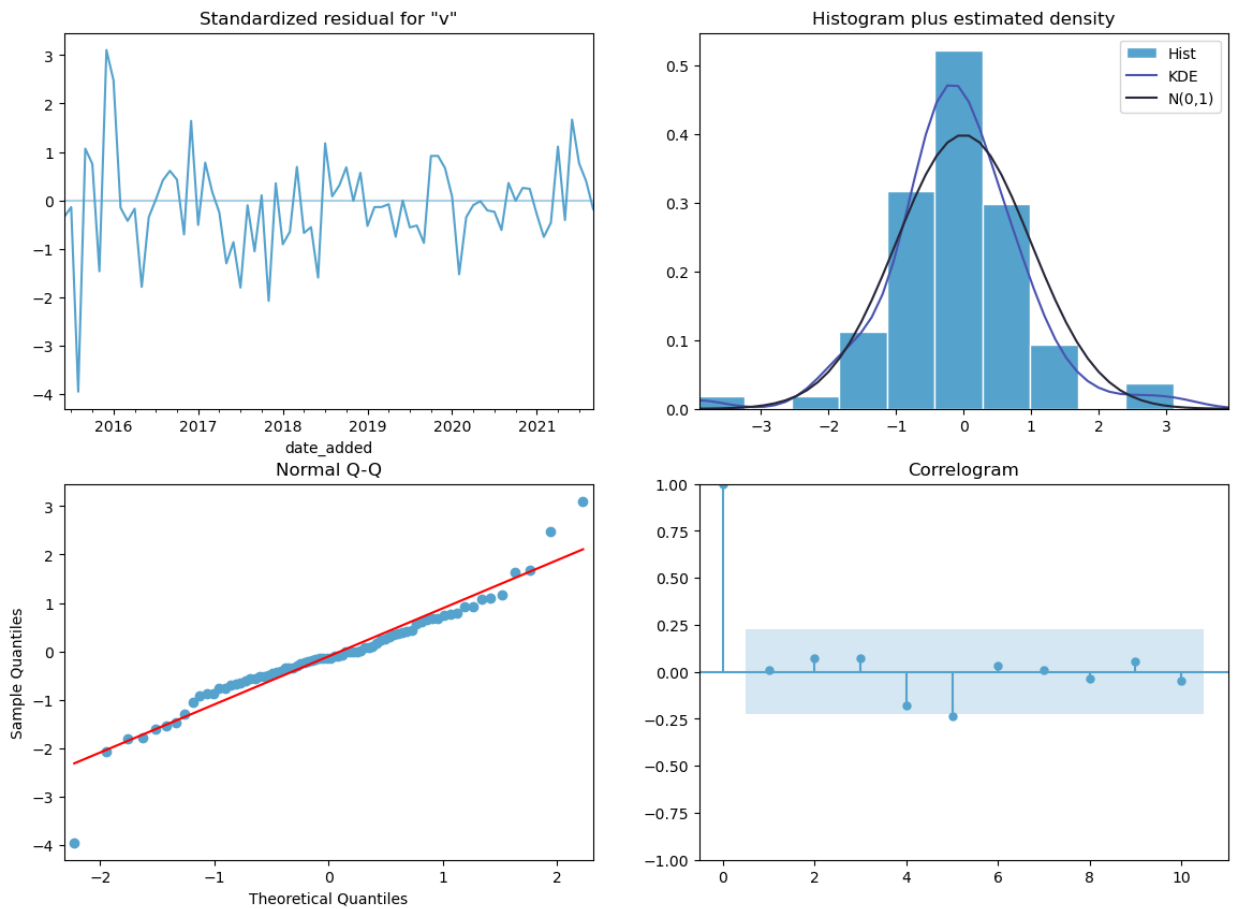 Standardized residual for "v"
3
2
1
0
−1
−2
−3
−4
2016 2017 2018 2019 2020 2021
date_added
Histogram plus estimated density
Hist
KDE
N(0,1)
0.5
0.4
0.3
0.2
0.1
0.0
−3 −2 −1 0 1 2 3
Normal Q-Q
Sample Quantiles
3
2
1
0
−1
−2
−3
−4
−2 −1 0 1 2
Theoretical Quantiles
Correlogram
1.00
0.75
0.50
0.25
0.00
−0.25
−0.50
−0.75
−1.00
0 2 4 6 8 10